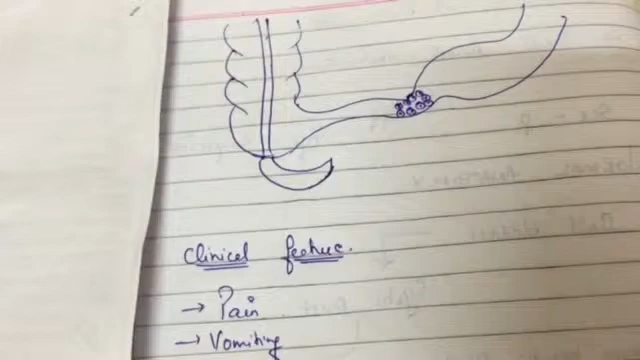 Clinical feature.
→ Pain
→ Vomiting